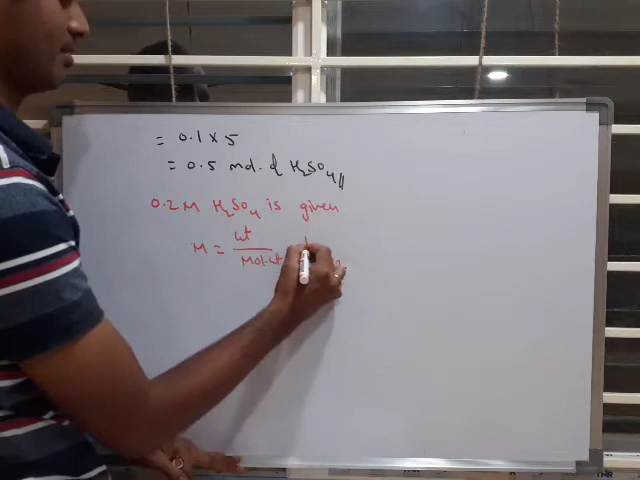 = 0.1 x 5
= 0.5 mol. of H₂SO₄//
0.2 M H₂SO₄ is given
M = wt
Mol.wt